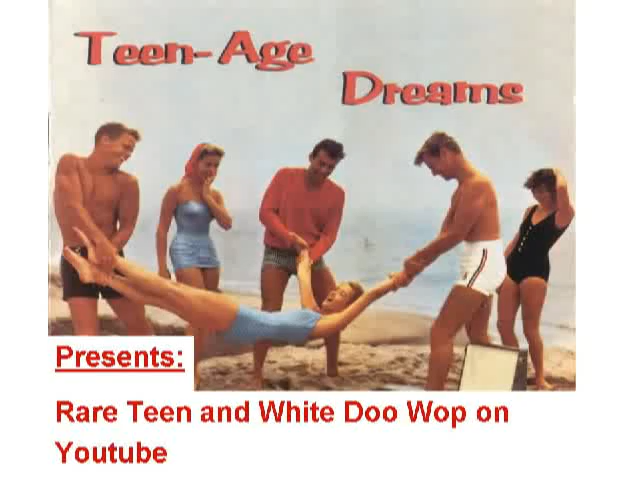 Teen-Age
Dreams
Presents:
Rare Teen and White Doo Wop on
Youtube